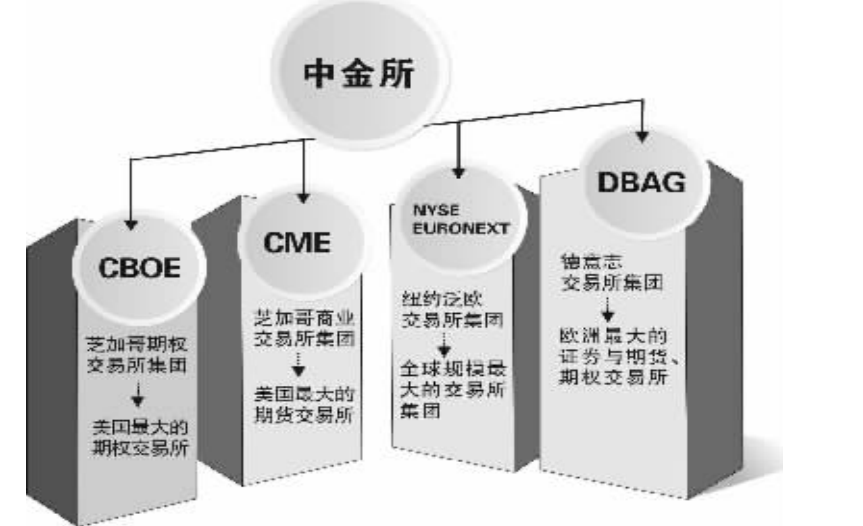 中金所
CBOE
芝加哥期权
交易所集团
美国最大的
期权交易所
CME
芝加哥商业
交易所集团
美国最大的
期货交易所
NYSE
EURONEXT
纽约泛欧
交易所集团
全球规模最
大的交易所
集团
DBAG
德意志
交易所集团
欧洲最大的
证券与期货、
期权交易所